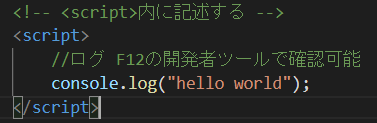 <!-- <script>内に記述する -->
<script>
//ログ F12の開発者ツールで確認可能
console.log("hello world");
</script>